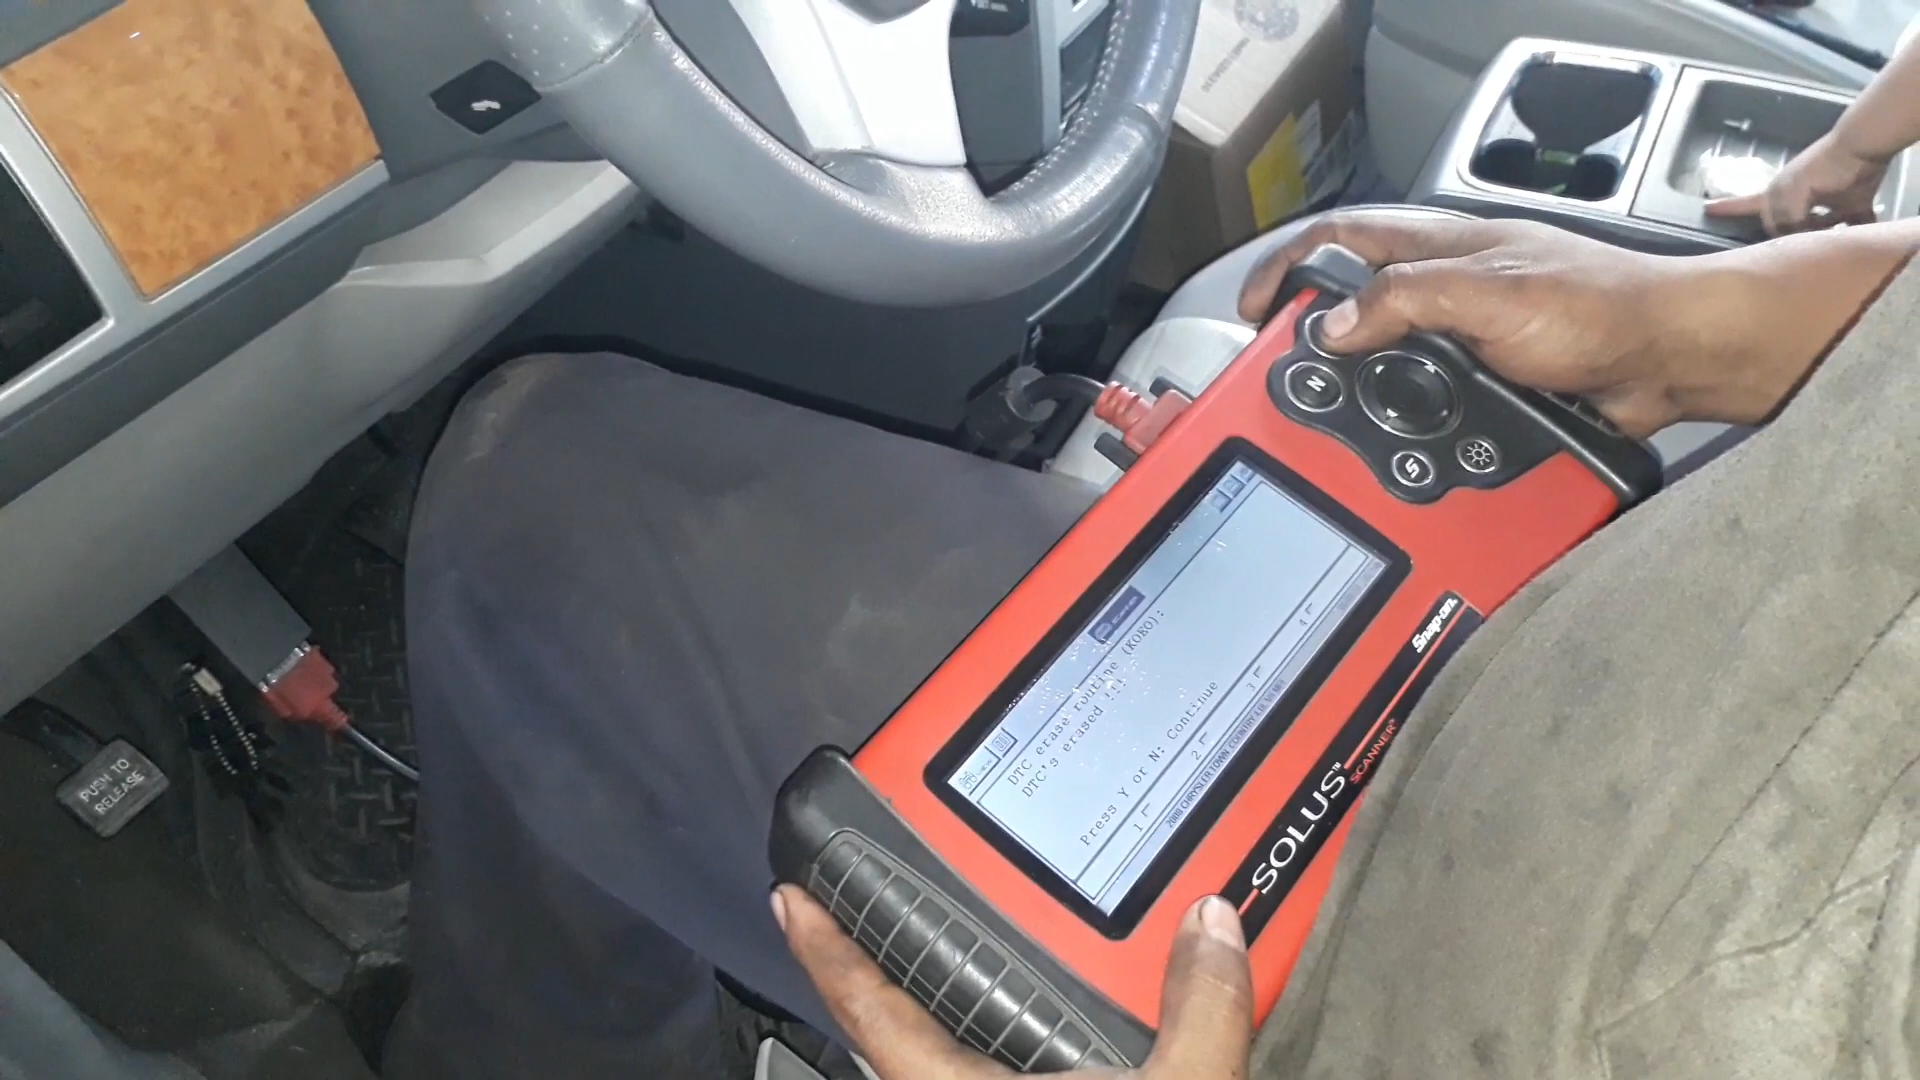 PUSH TO
RELEASE
N
S
DTC erase routine (KOKO):
DTC's erased !!!
Press Y or N: Continue
1
2
3
4
2008 CHRYSLER TOWN COUNTRY
Snap-on
SOLUS™
SCANNER